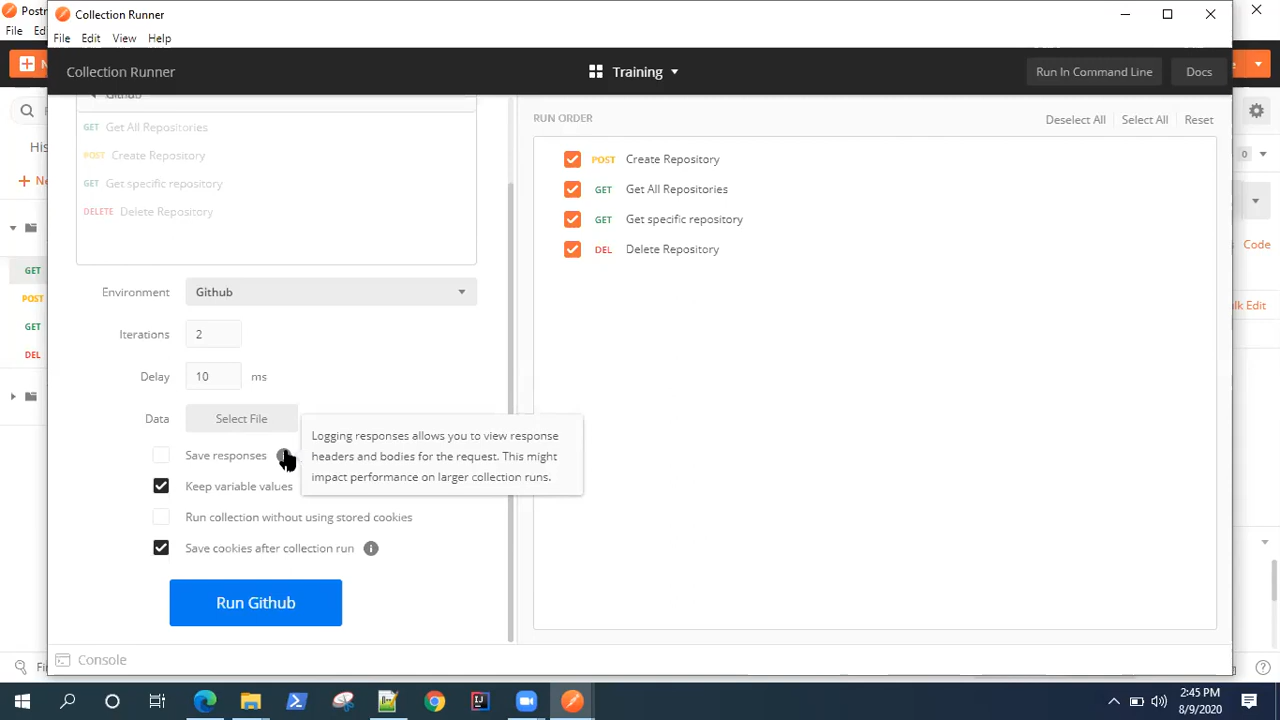 Postm
Collection Runner
File
File Edit View Help
Collection Runner
Training
Run In Command Line
Docs
Github
GET Get All Repositories
POST Create Repository
GET Get specific repository
DELETE Delete Repository
Environment
Github
Iterations
2
Delay
10
ms
Data
Select File
Save responses
Logging responses allows you to view response
headers and bodies for the request. This might
impact performance on larger collection runs.
Keep variable values
Run collection without using stored cookies
Save cookies after collection run
Run Github
RUN ORDER
Deselect All
Select All
Reset
POST Create Repository
GET Get All Repositories
GET Get specific repository
DEL Delete Repository
GET
POST
GET
DEL
0
Code
Console
2:45 PM
8/9/2020